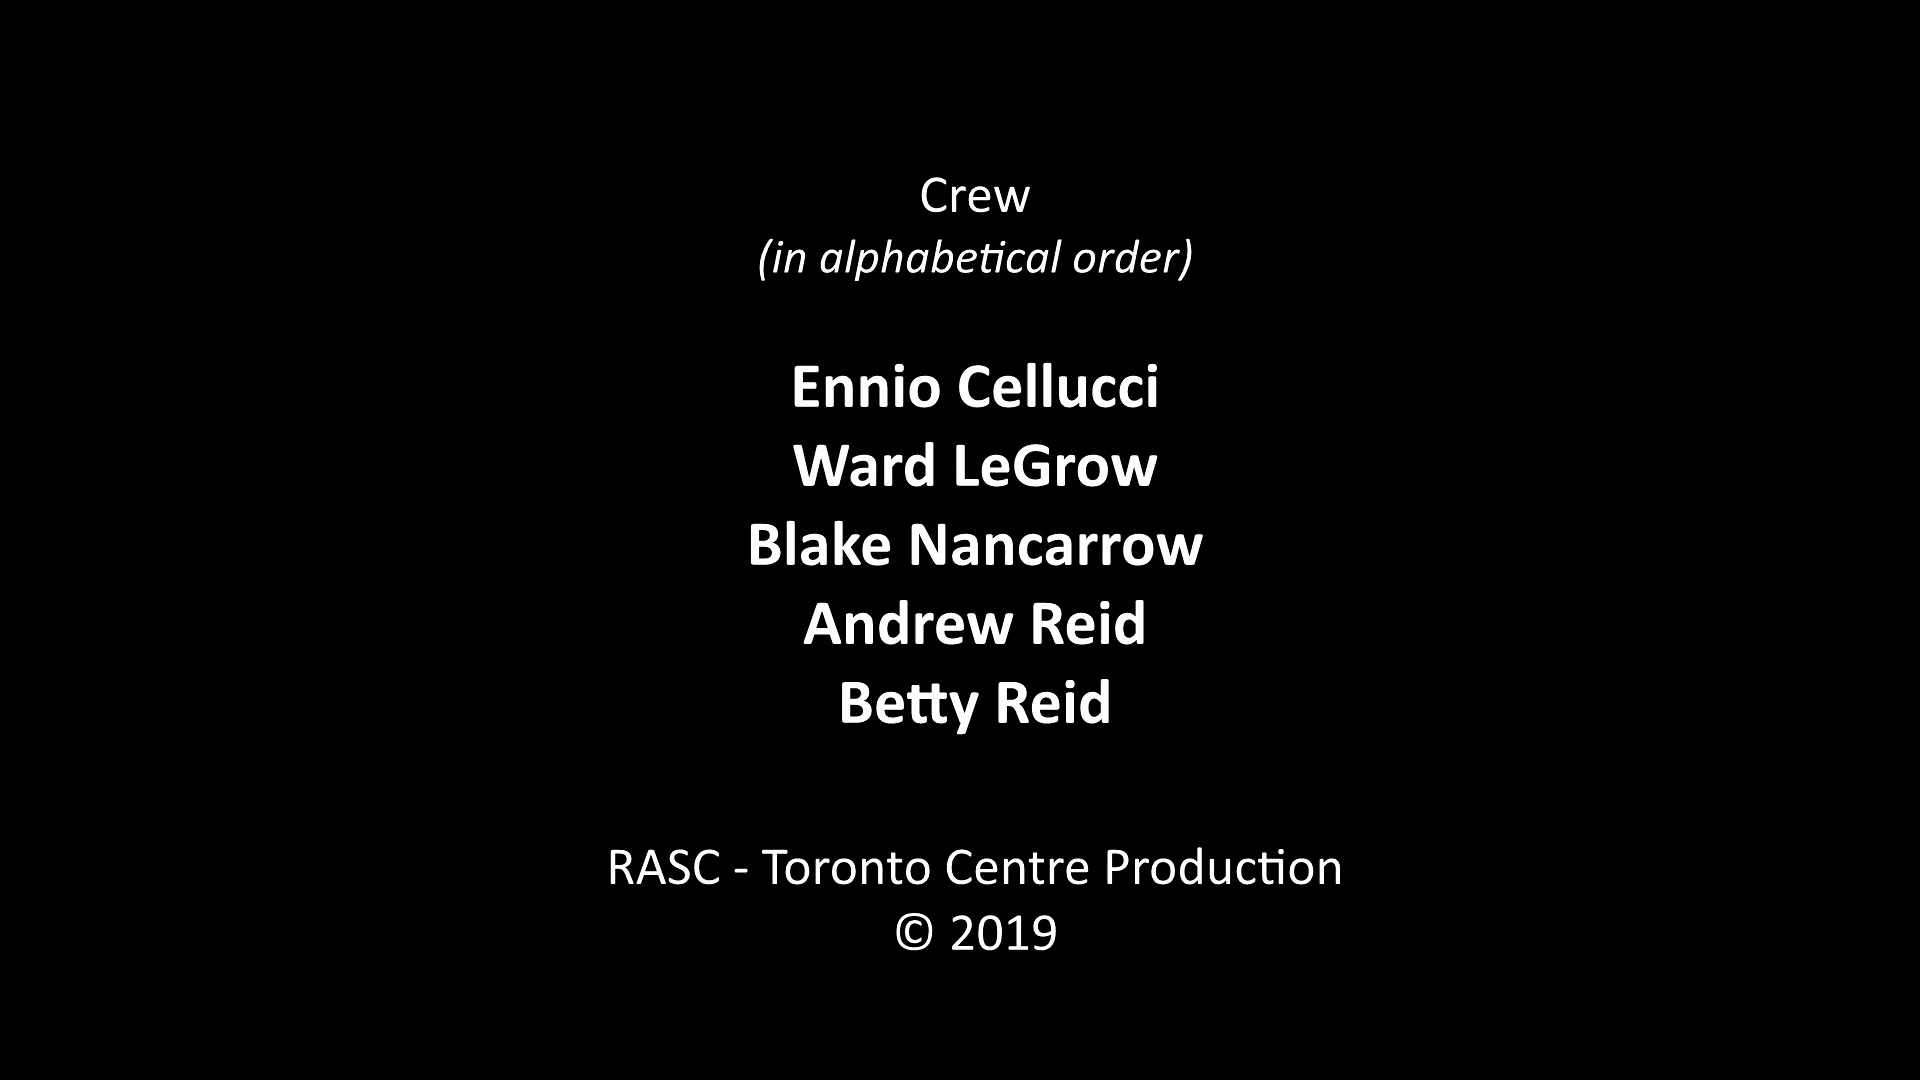 Crew
(in alphabetical order)
Ennio Cellucci
Ward LeGrow
Blake Nancarrow
Andrew Reid
Betty Reid
RASC - Toronto Centre Production
© 2019